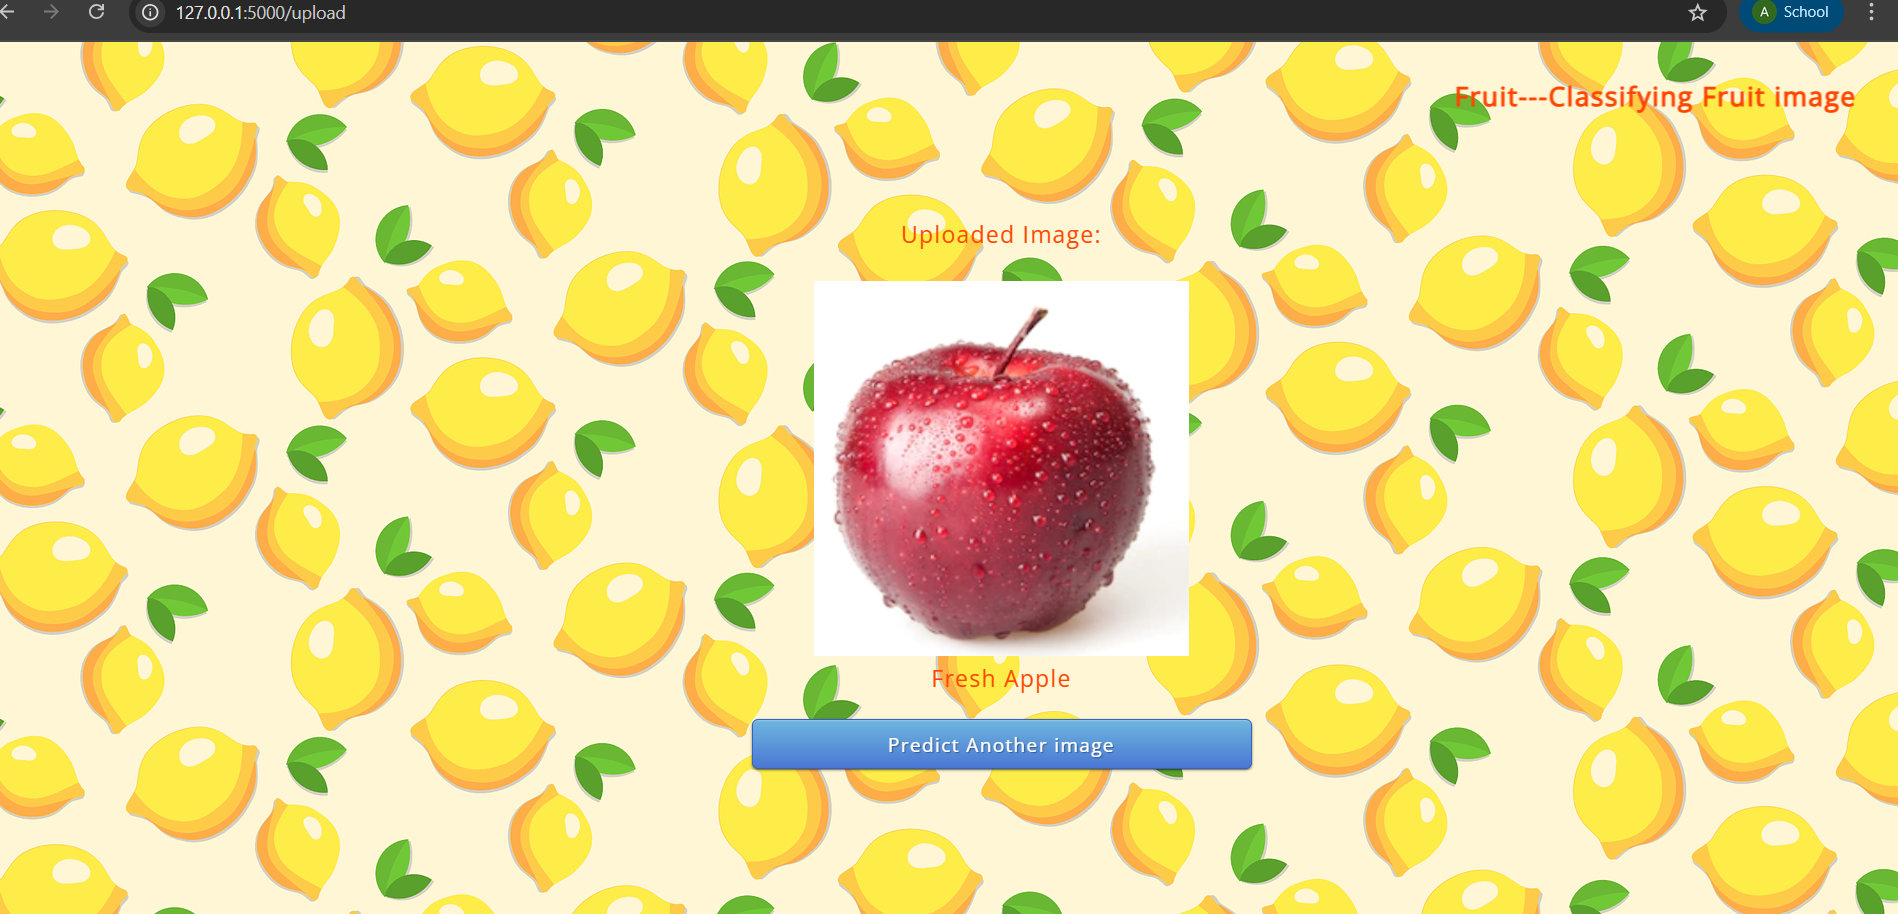 127.0.0.1:5000/upload
A School
Fruit---Classifying Fruit image
Uploaded Image:
Fresh Apple
Predict Another image